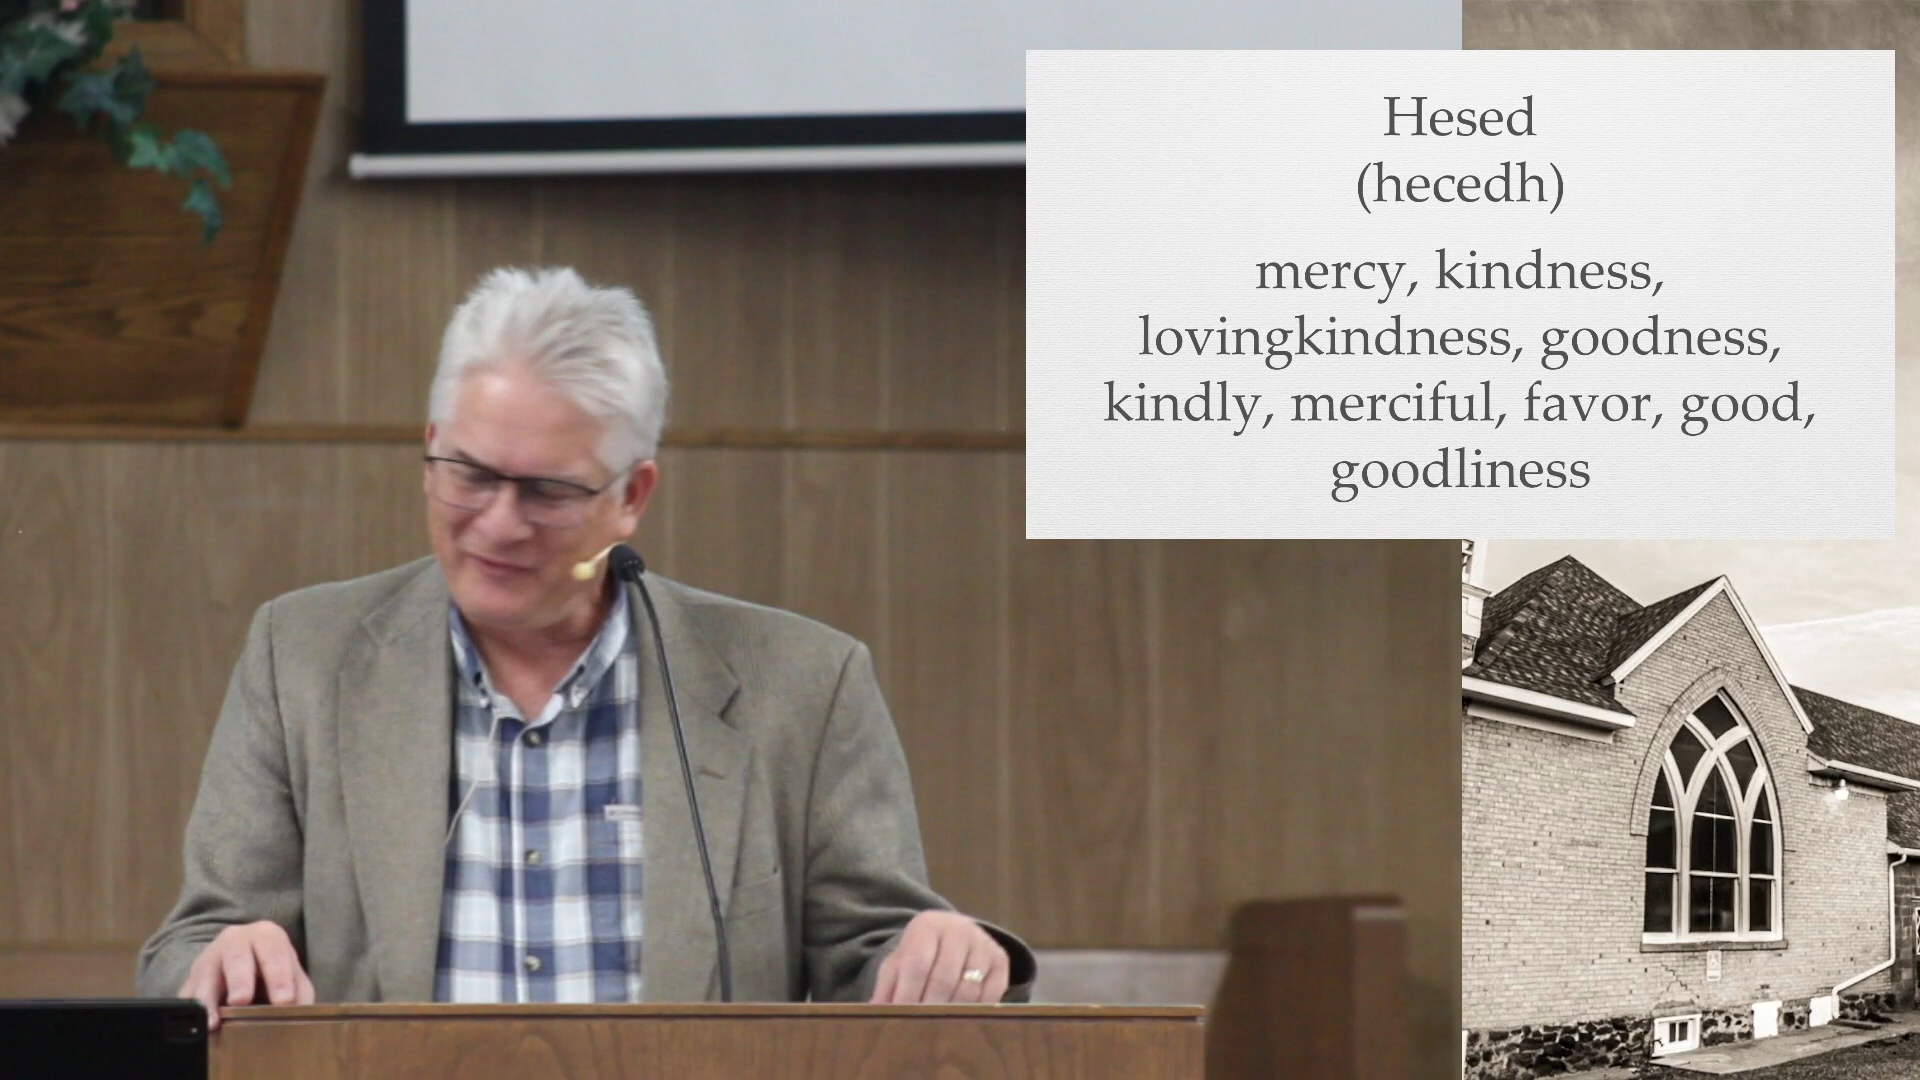 Hesed
(hecedh)
mercy, kindness,
lovingkindness, goodness,
kindly, merciful, favor, good,
goodliness